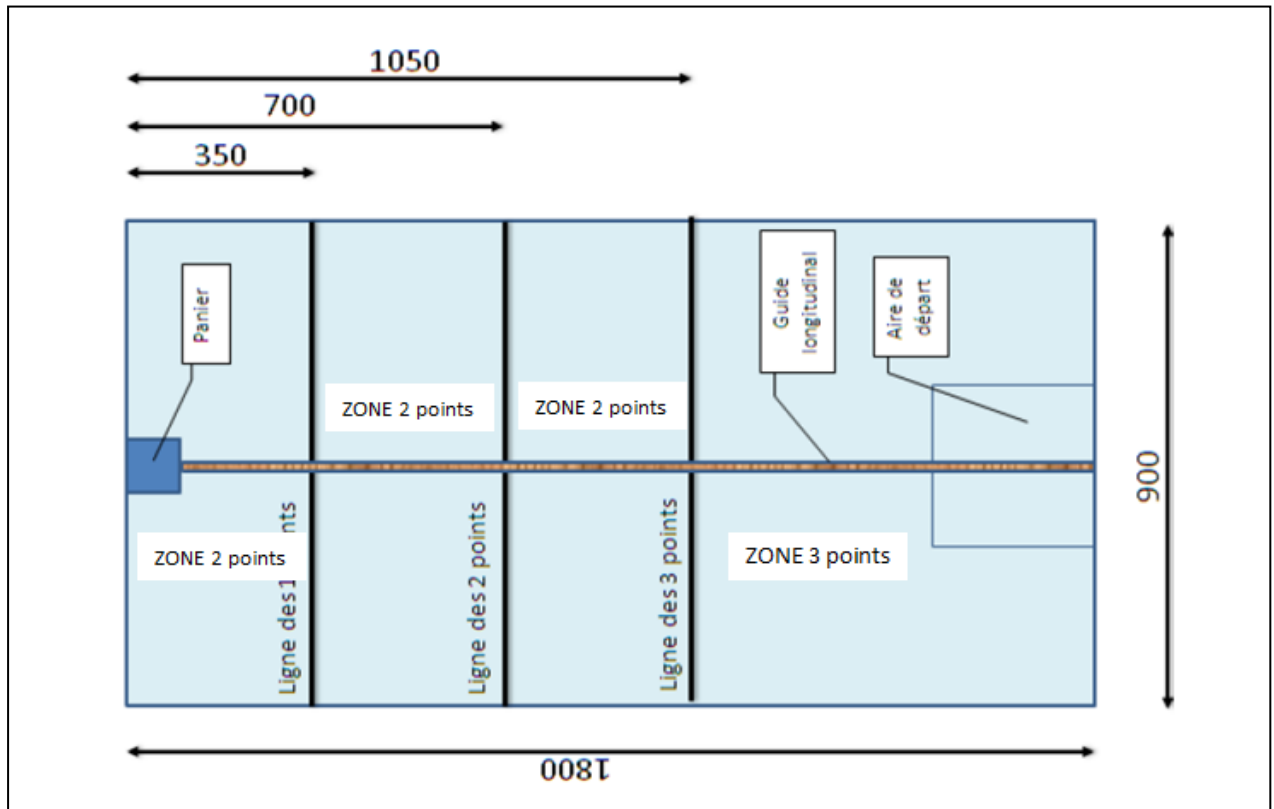 1050
700
350
Panier
Guide
longitudinal
Aire de
départ
ZONE 2 points
ZONE 2 points
900
ZONE 2 points
ZONE 3 points
Ligne des 1 nts
Ligne des 2 points
Ligne des 3 points
1800